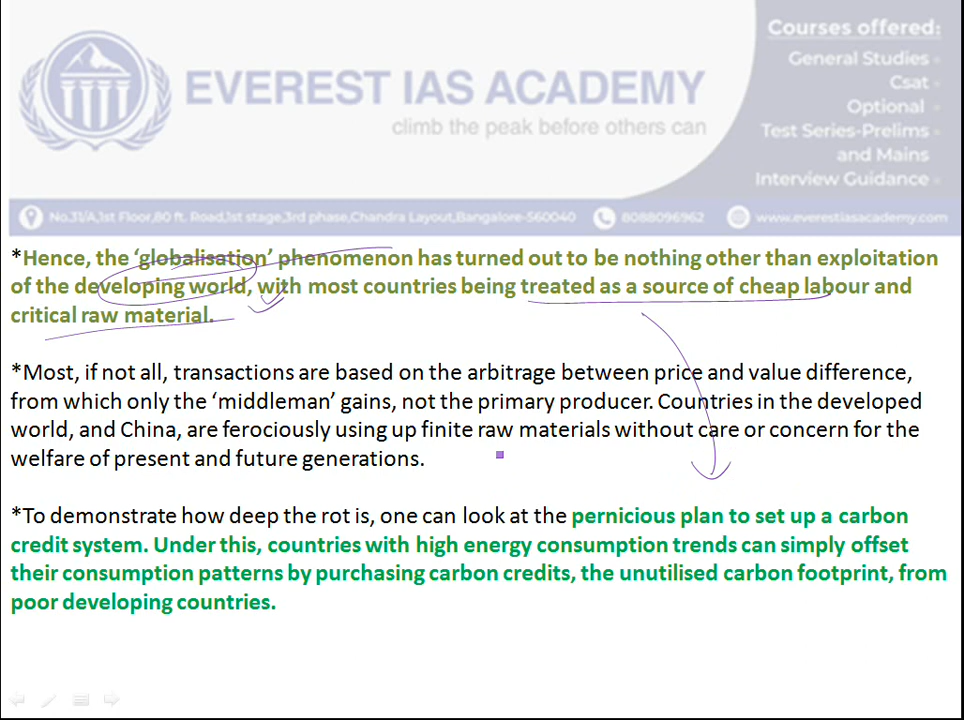 Courses offered:
General Studies -
Csat -
Optional -
Test Series-Prelims -
and Mains
Interview Guidance -
EVEREST IAS ACADEMY
climb the peak before others can
No.31/A,1st Floor,80 ft. Road,1st stage,3rd phase,Chandra Layout,Bangalore-560040 8088096962 www.everestiasacademy.com
*Hence, the ‘globalisation’ phenomenon has turned out to be nothing other than exploitation
of the developing world, with most countries being treated as a source of cheap labour and
critical raw material.
*Most, if not all, transactions are based on the arbitrage between price and value difference,
from which only the ‘middleman’ gains, not the primary producer. Countries in the developed
world, and China, are ferociously using up finite raw materials without care or concern for the
welfare of present and future generations.
*To demonstrate how deep the rot is, one can look at the pernicious plan to set up a carbon
credit system. Under this, countries with high energy consumption trends can simply offset
their consumption patterns by purchasing carbon credits, the unutilised carbon footprint, from
poor developing countries.